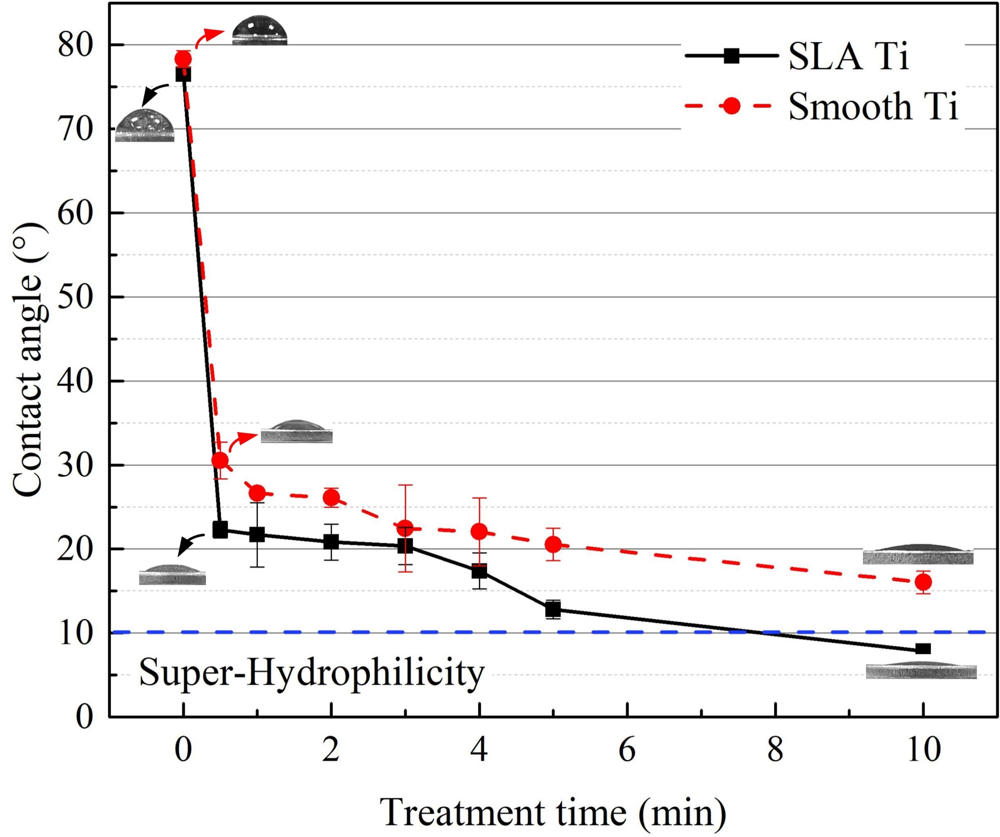 SLA Ti
Smooth Ti
80
70
60
50
40
30
20
10
0
Contact angle (°)
Super-Hydrophilicity
0 2 4 6 8 10
Treatment time (min)